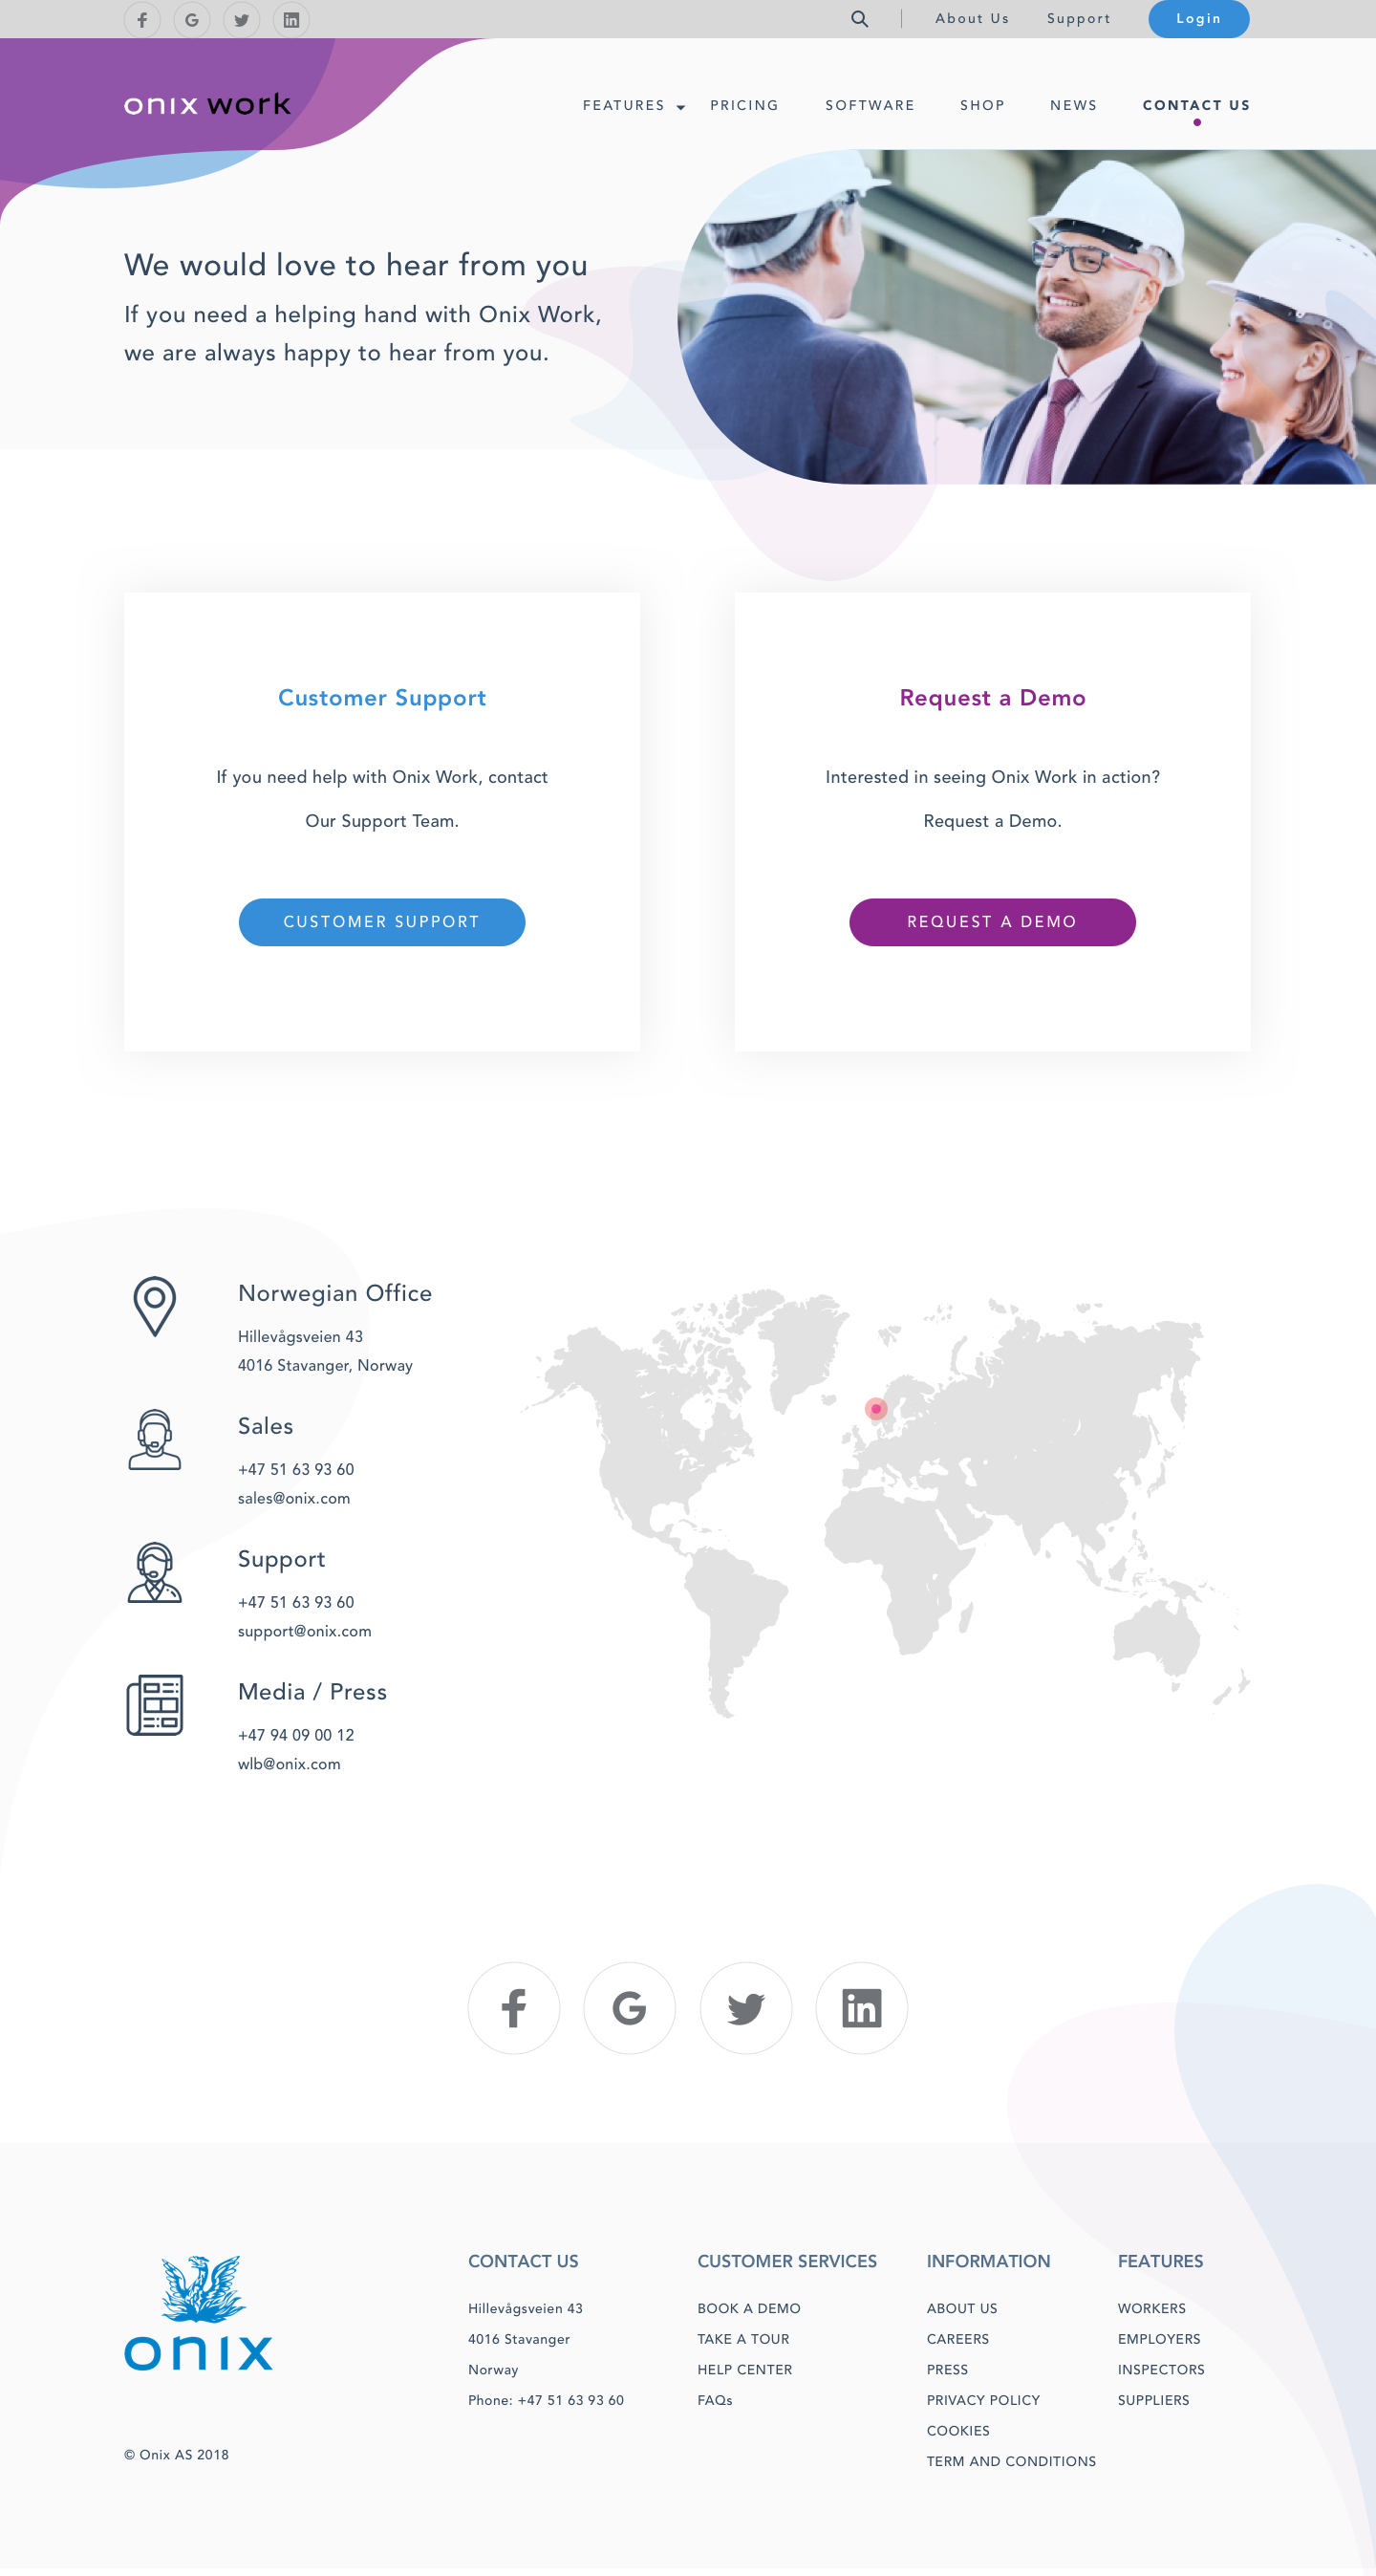 About Us
Support
Login
onix work
FEATURES
PRICING
SOFTWARE
SHOP
NEWS
CONTACT US
We would love to hear from you
If you need a helping hand with Onix Work,
we are always happy to hear from you.
Customer Support
If you need help with Onix Work, contact
Our Support Team.
CUSTOMER SUPPORT
Request a Demo
Interested in seeing Onix Work in action?
Request a Demo.
REQUEST A DEMO
Norwegian Office
Hillevågsveien 43
4016 Stavanger, Norway
Sales
+47 51 63 93 60
sales@onix.com
Support
+47 51 63 93 60
support@onix.com
Media / Press
+47 94 09 00 12
wlb@onix.com
onix
© Onix AS 2018
CONTACT US
Hillevågsveien 43
4016 Stavanger
Norway
Phone: +47 51 63 93 60
CUSTOMER SERVICES
BOOK A DEMO
TAKE A TOUR
HELP CENTER
FAQs
INFORMATION
ABOUT US
CAREERS
PRESS
PRIVACY POLICY
COOKIES
TERM AND CONDITIONS
FEATURES
WORKERS
EMPLOYERS
INSPECTORS
SUPPLIERS